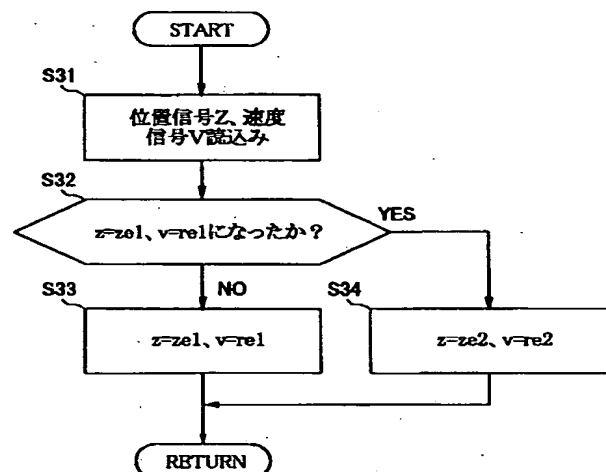 START
S31
位置信号Z、速度
信号V読込み
S32
z=ze1、v=re1になったか？
YES
NO
S33
z=ze1、v=re1
S34
z=ze2、v=re2
RETURN